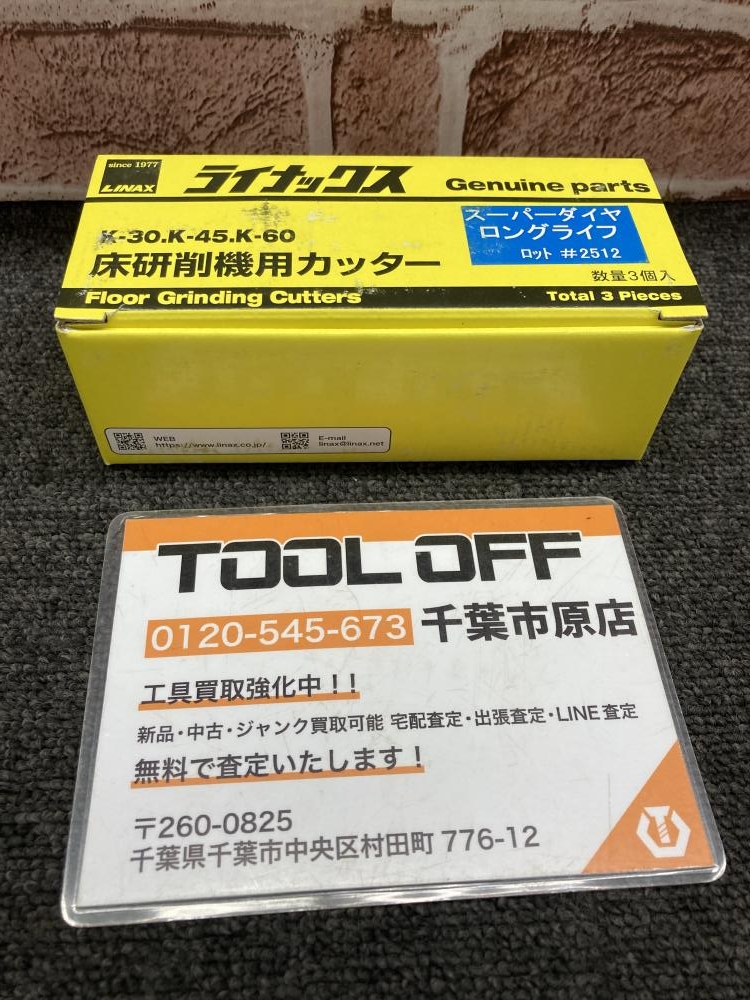 since 1977
LINAX
ライナックス
Genuine parts
K-30.K-45.K-60
スーパーダイヤ
ロングライフ
ロット #2512
床研削機用カッター
数量3個入
Floor Grinding Cutters
Total 3 Pieces
WEB
https://www.linax.co.jp/
E-mail
linax@linax.net
TOOL OFF
0120-545-673 千葉市原店
工具買取強化中!!
新品・中古・ジャンク買取可能 宅配査定・出張査定・LINE査定
無料で査定いたします!
〒260-0825
千葉県千葉市中央区村田町 776-12